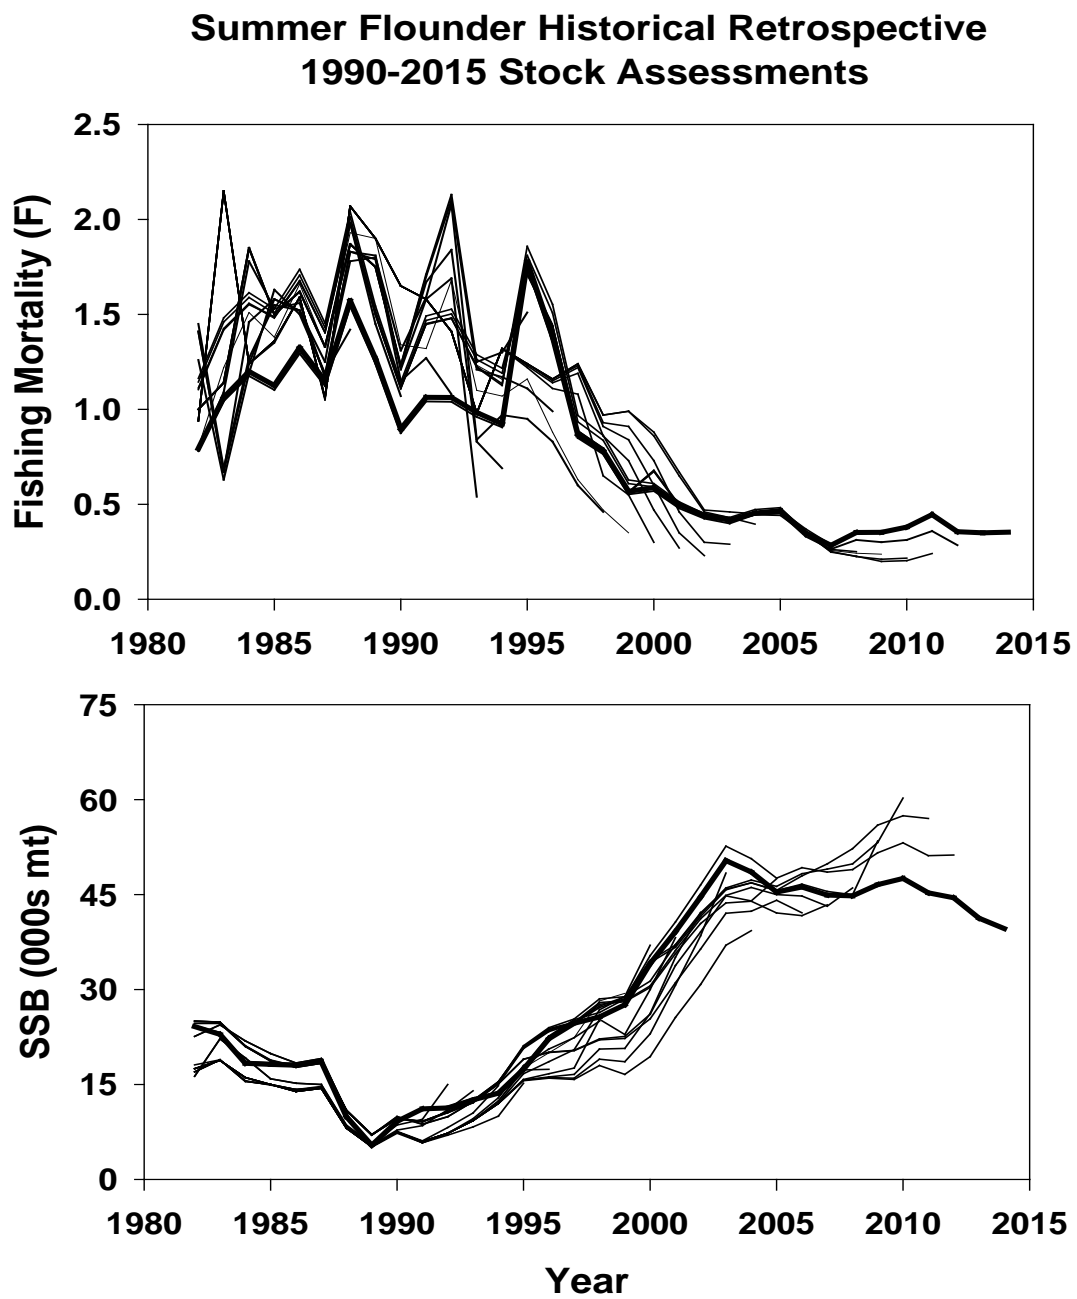 Summer Flounder Historical Retrospective
1990-2015 Stock Assessments
Fishing Mortality (F)
2.5
2.0
1.5
1.0
0.5
0.0
1980 1985 1990 1995 2000 2005 2010 2015
SSB (000s mt)
75
60
45
30
15
0
1980 1985 1990 1995 2000 2005 2010 2015
Year